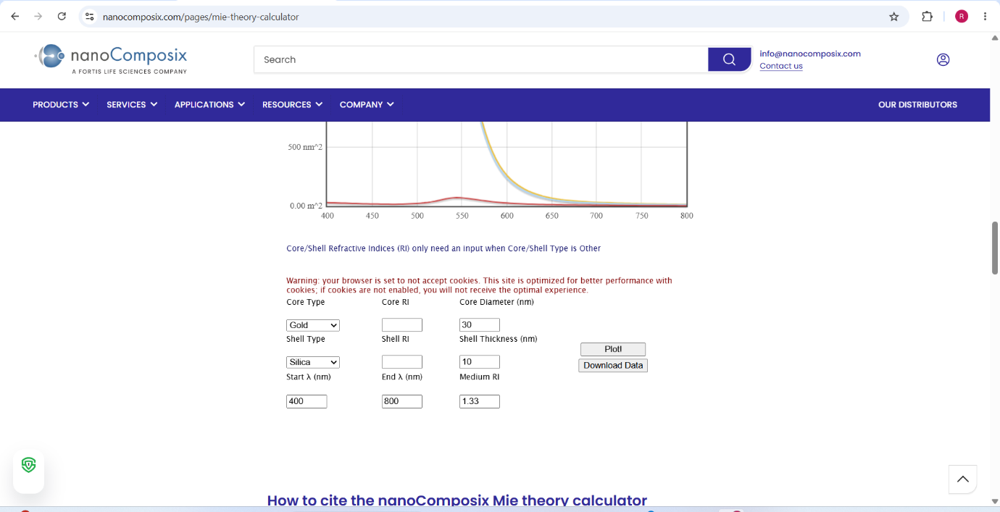 nanocomposix.com/pages/mie-theory-calculator
R
nanoComposix
A FORTIS LIFE SCIENCES COMPANY
Search
info@nanocomposix.com
Contact us
PRODUCTS SERVICES APPLICATIONS RESOURCES COMPANY OUR DISTRIBUTORS
500 nm^2
0.00 m^2
400 450 500 550 600 650 700 750 800
Core/Shell Refractive Indices (RI) only need an input when Core/Shell Type is Other
Warning: your browser is set to not accept cookies. This site is optimized for better performance with
cookies; if cookies are not enabled, you will not receive the optimal experience.
Core Type Core RI Core Diameter (nm)
Gold 30
Shell Type Shell RI Shell Thickness (nm)
Plot!
Silica 10
Download Data
Start λ (nm) End λ (nm) Medium RI
400 800 1.33
How to cite the nanoComposix Mie theory calculator